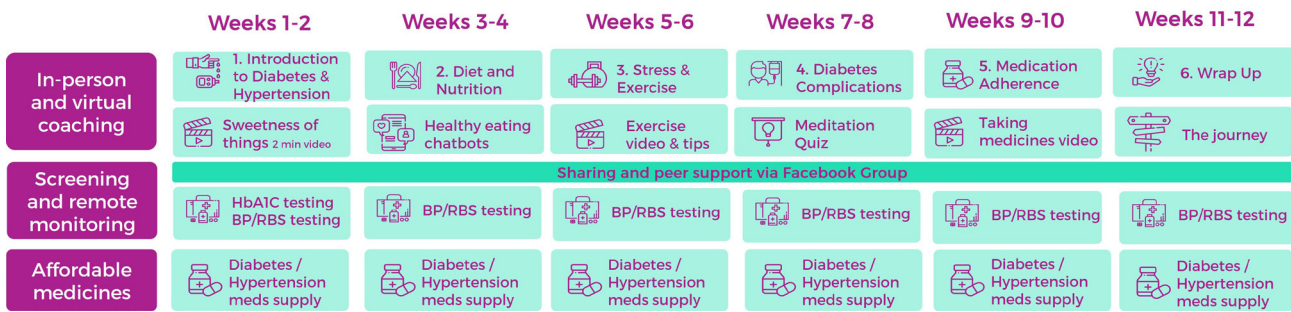 Weeks 1-2
Weeks 3-4
Weeks 5-6
Weeks 7-8
Weeks 9-10
Weeks 11-12
In-person
and virtual
coaching
1. Introduction
to Diabetes &
Hypertension
2. Diet and
Nutrition
3. Stress &
Exercise
4. Diabetes
Complications
5. Medication
Adherence
6. Wrap Up
Sweetness of
things 2 min video
Healthy eating
chatbots
Exercise
video & tips
Meditation
Quiz
Taking
medicines video
The journey
Screening
and remote
monitoring
Sharing and peer support via Facebook Group
HbA1C testing
BP/RBS testing
BP/RBS testing
BP/RBS testing
BP/RBS testing
BP/RBS testing
BP/RBS testing
Affordable
medicines
Diabetes /
Hypertension
meds supply
Diabetes /
Hypertension
meds supply
Diabetes /
Hypertension
meds supply
Diabetes /
Hypertension
meds supply
Diabetes /
Hypertension
meds supply
Diabetes /
Hypertension
meds supply